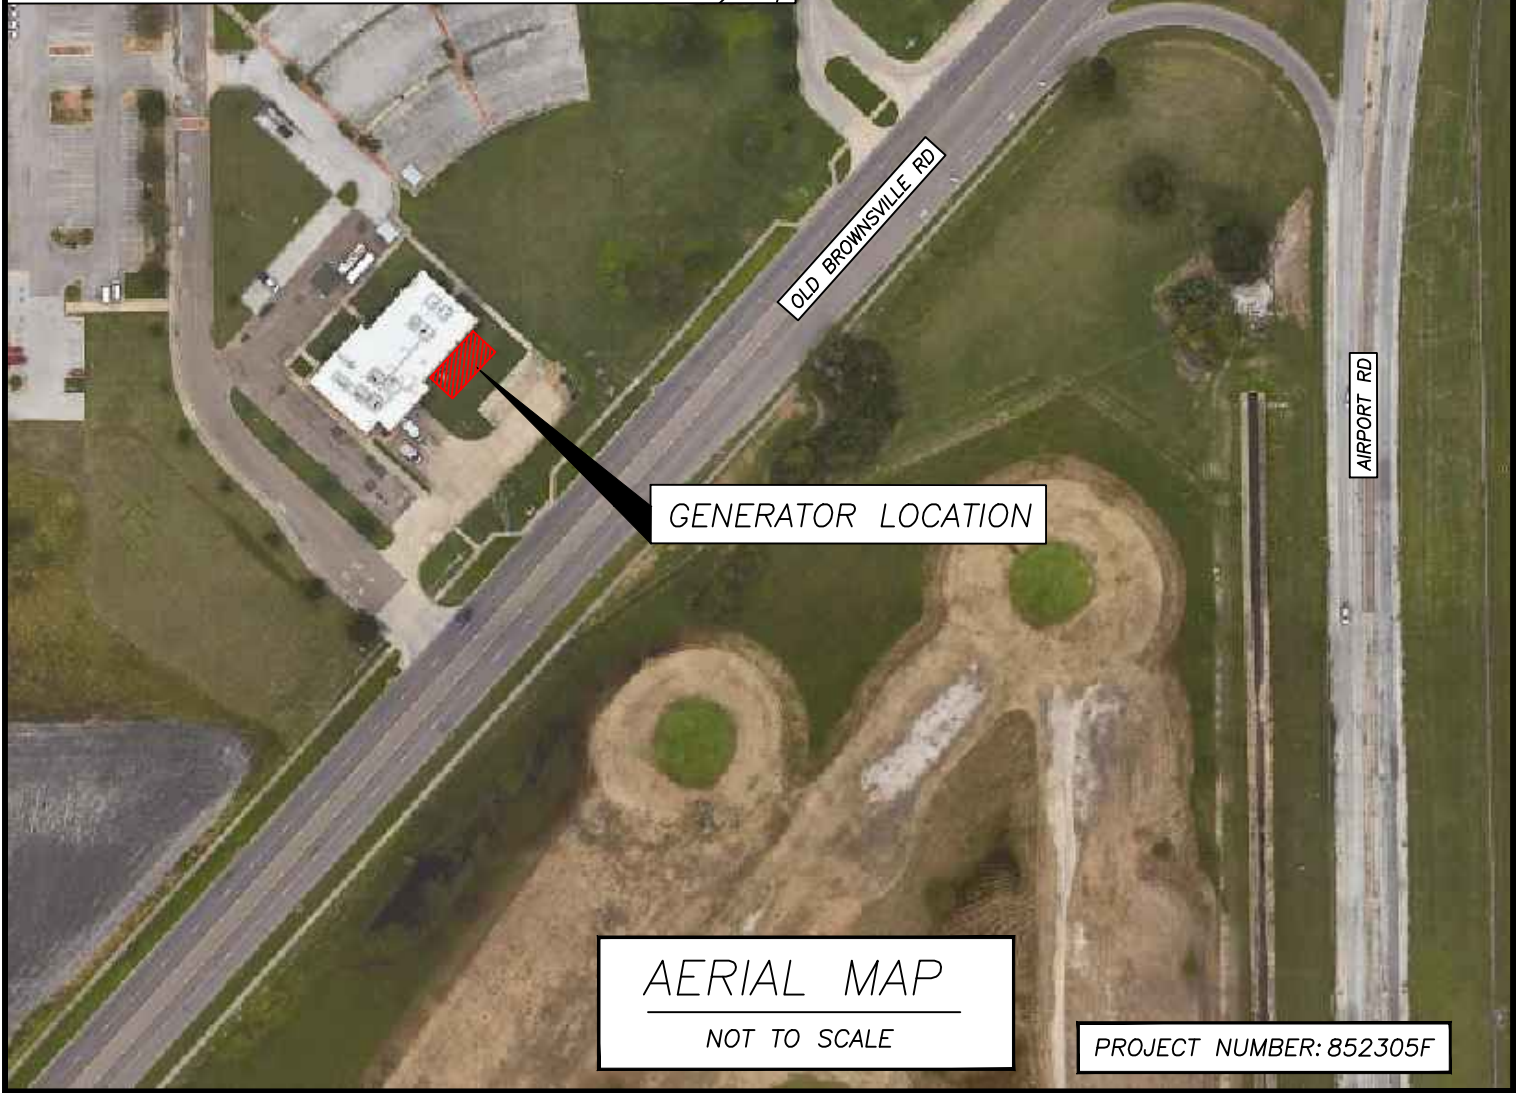 OLD BROWNSVILLE RD
AIRPORT RD
GENERATOR LOCATION
AERIAL MAP
NOT TO SCALE
PROJECT NUMBER: 852305F